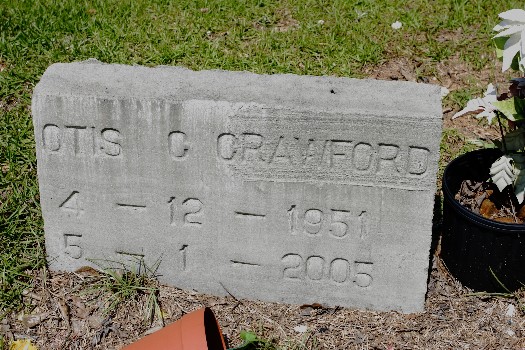 OTIS C CRAWFORD
4 – 12 – 1951
5 – 1 – 2005